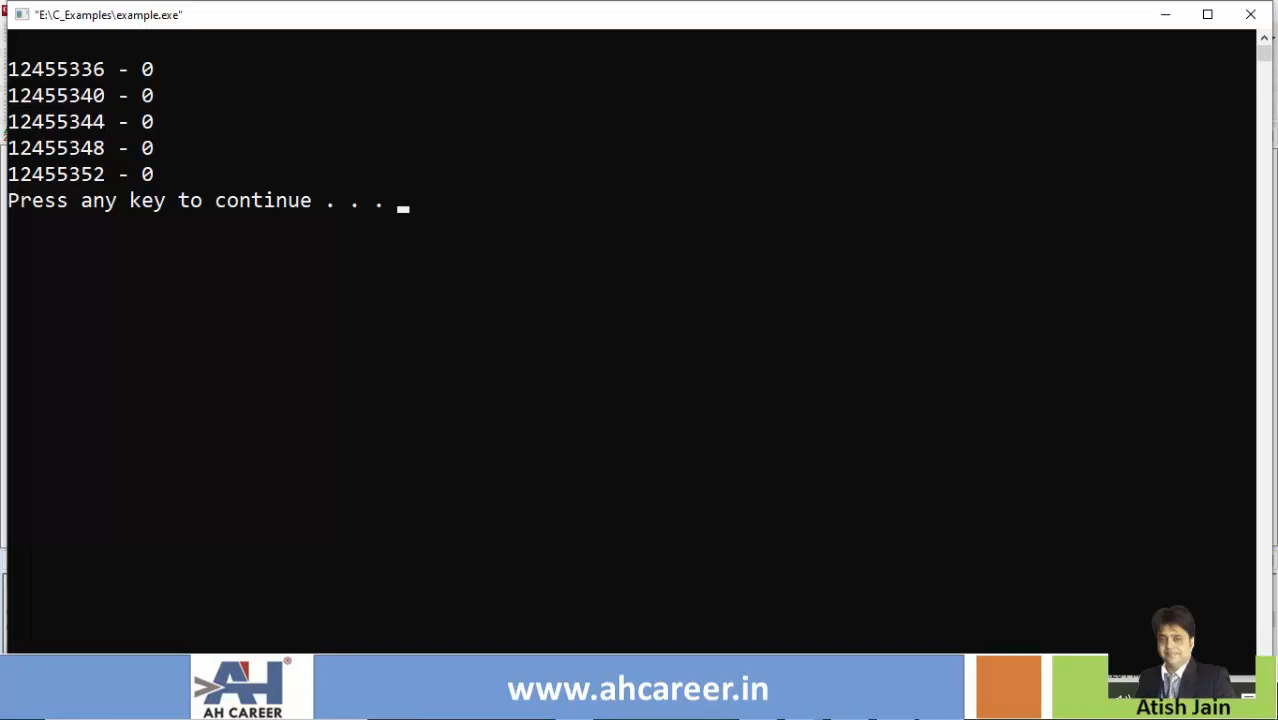 "E:\C_Examples\example.exe"
12455336 - 0
12455340 - 0
12455344 - 0
12455348 - 0
12455352 - 0
Press any key to continue . . .
AH
®
AH CAREER
www.ahcareer.in
Atish Jain